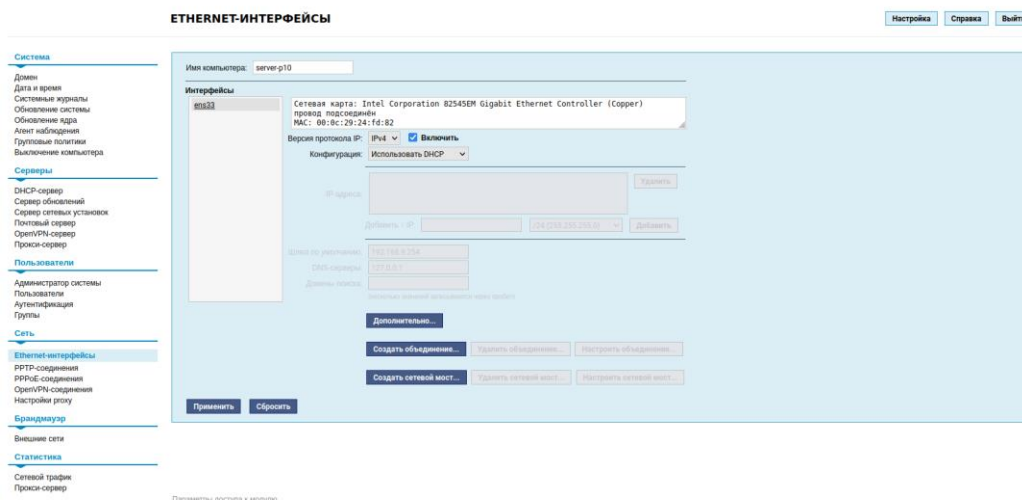 ETHERNET-ИНТЕРФЕЙСЫ
Настройка
Справка
Выйти
Система
Домен
Дата и время
Системные журналы
Обновление системы
Обновление ядра
Агент наблюдения
Групповые политики
Выключение компьютера
Серверы
DHCP-сервер
Сервер обновлений
Сервер сетевых установок
Почтовый сервер
OpenVPN-сервер
Прокси-сервер
Пользователи
Администратор системы
Пользователи
Аутентификация
Группы
Сеть
Ethernet-интерфейсы
PPTP-соединения
PPPoE-соединения
OpenVPN-соединения
Настройки proxy
Брандмауэр
Внешние сети
Статистика
Сетевой трафик
Прокси-сервер
Имя компьютера: server-p10
Интерфейсы
ens33
Сетевая карта: Intel Corporation 82545EM Gigabit Ethernet Controller (Copper)
провод подсоединён
MAC: 00:0c:29:24:fd:82
Версия протокола IP: IPv4 Включить
Конфигурация: Использовать DHCP
IP-адреса:
Удалить
Добавить ↑ IP: /24 (255.255.255.0) Добавить
Шлюз по умолчанию:
DNS-серверы: 127.0.0.1
Домены поиска:
Дополнительно...
Создать объединение... Удалить объединение... Настроить объединение...
Создать сетевой мост... Удалить сетевой мост... Настроить сетевой мост...
Применить Сбросить
Параметры доступа к модулю